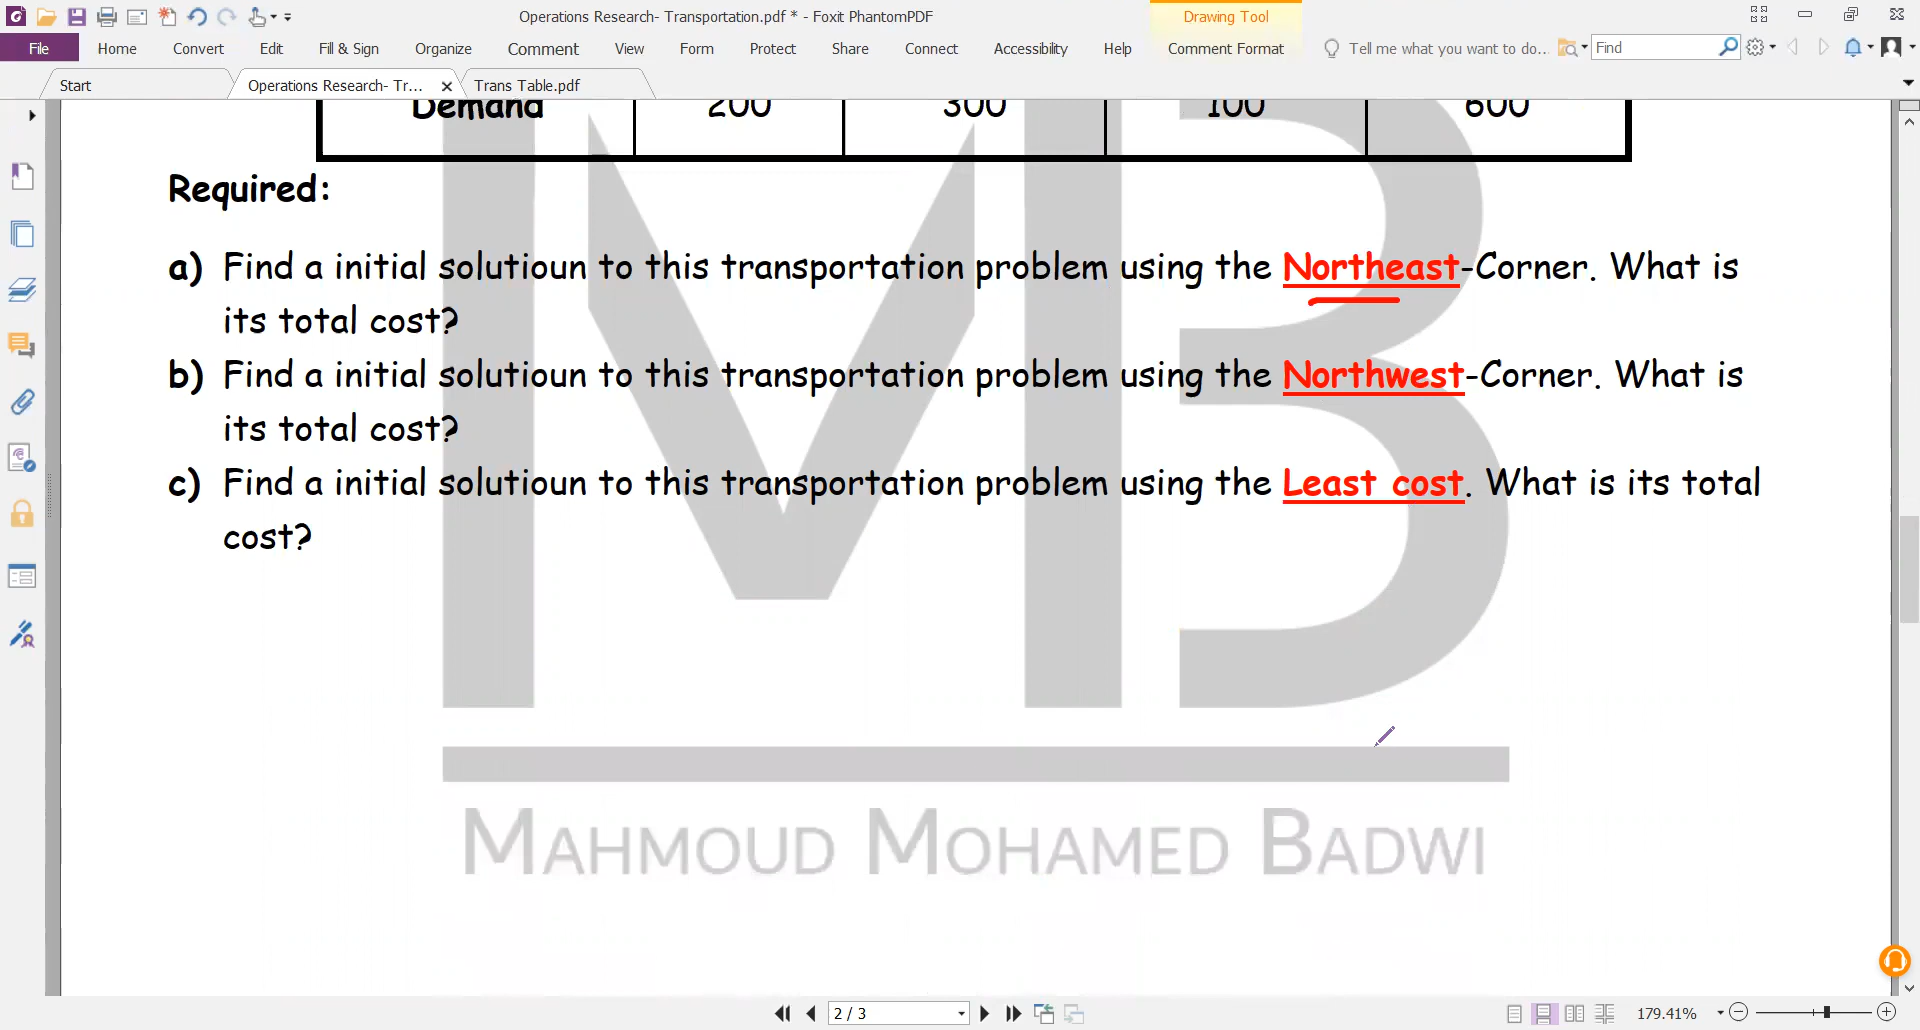 Operations Research- Transportation.pdf * - Foxit PhantomPDF
Drawing Tool
File Home Convert Edit Fill & Sign Organize Comment View Form Protect Share Connect Accessibility Help Comment Format Tell me what you want to do... Find
Start Operations Research- Tr... Trans Table.pdf
Demand 200 300 100 600
Required:
a) Find a initial solutioun to this transportation problem using the Northeast-Corner. What is
its total cost?
b) Find a initial solutioun to this transportation problem using the Northwest-Corner. What is
its total cost?
c) Find a initial solutioun to this transportation problem using the Least cost. What is its total
cost?
MB
MAHMOUD MOHAMED BADWI
2 / 3 179.41%